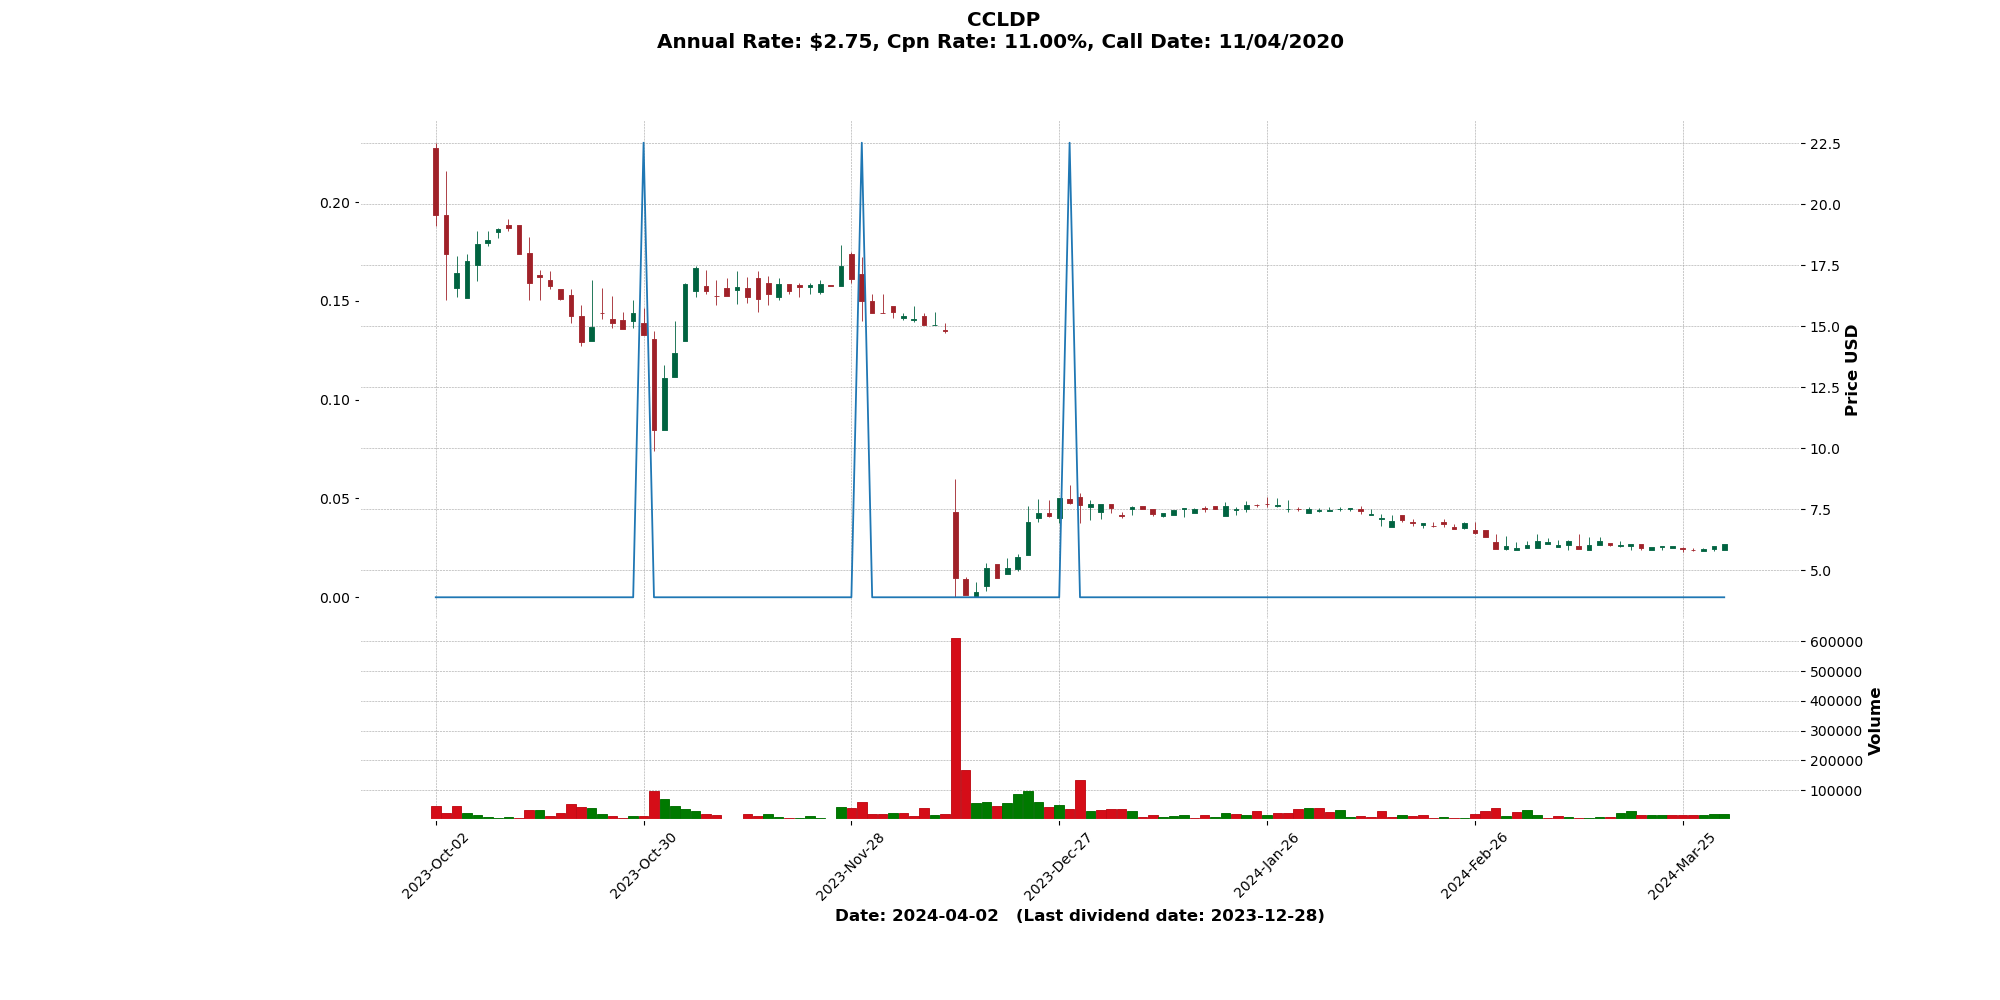 CCLDP
Annual Rate: $2.75, Cpn Rate: 11.00%, Call Date: 11/04/2020
0.20
0.15
0.10
0.05
0.00
22.5
20.0
17.5
15.0
12.5
10.0
7.5
5.0
Price USD
600000
500000
400000
300000
200000
100000
Volume
2023-Oct-02
2023-Oct-30
2023-Nov-28
2023-Dec-27
2024-Jan-26
2024-Feb-26
2024-Mar-25
Date: 2024-04-02 (Last dividend date: 2023-12-28)